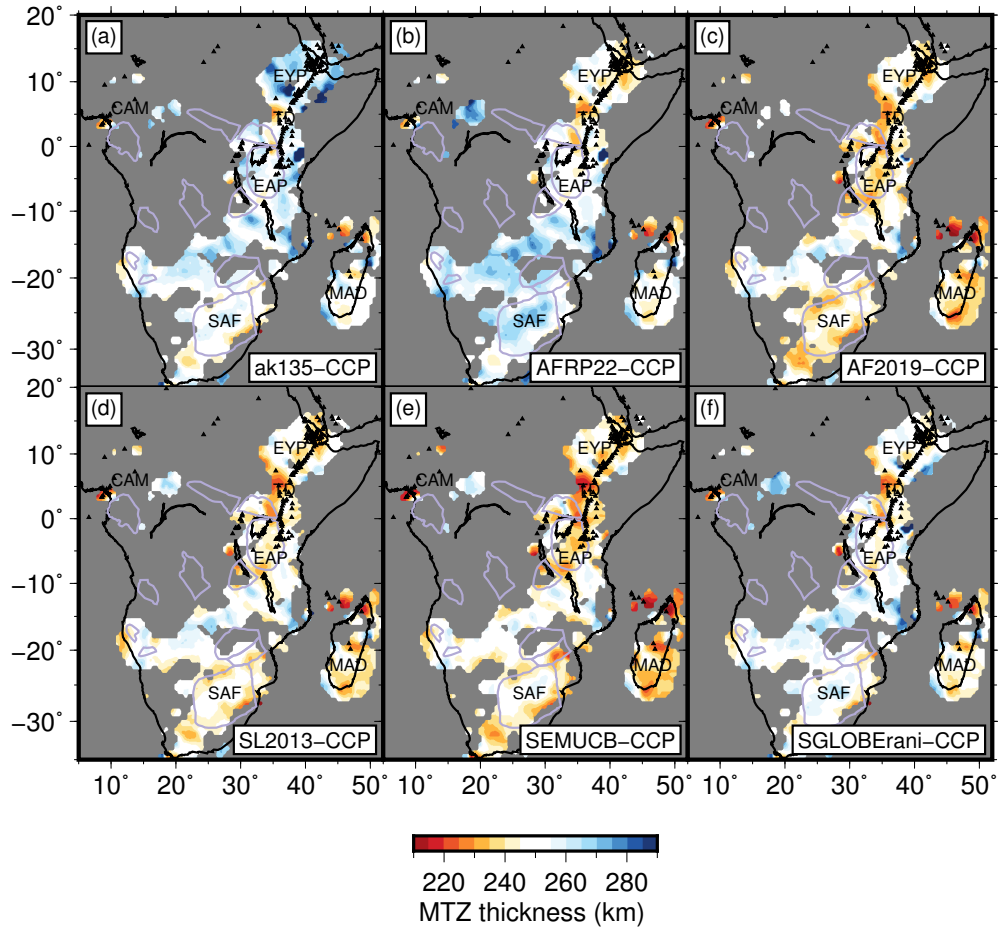 20˚
(a)
(b)
(c)
EYP
EYP
EYP
10˚
CAM
CAM
CAM
TD
TD
TD
0˚
EAP
EAP
EAP
−10˚
−20˚
MAD
MAD
MAD
SAF
SAF
SAF
−30˚
ak135−CCP
AFRP22−CCP
AF2019−CCP
20˚
(d)
(e)
(f)
EYP
EYP
EYP
10˚
CAM
CAM
CAM
TD
TD
TD
0˚
EAP
EAP
EAP
−10˚
−20˚
MAD
MAD
MAD
SAF
SAF
SAF
−30˚
SL2013−CCP
SEMUCB−CCP
SGLOBErani−CCP
10˚ 20˚ 30˚ 40˚ 50˚ 10˚ 20˚ 30˚ 40˚ 50˚ 10˚ 20˚ 30˚ 40˚ 50˚
220 240 260 280
MTZ thickness (km)